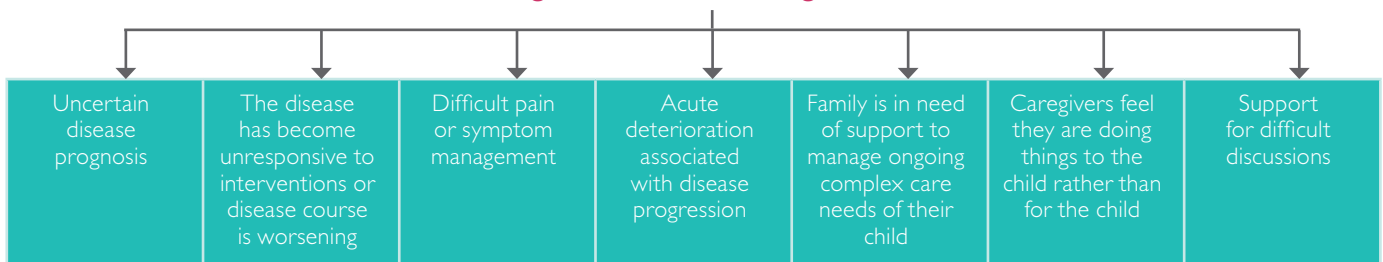 Uncertain
disease
prognosis
The disease
has become
unresponsive to
interventions or
disease course
is worsening
Difficult pain
or symptom
management
Acute
deterioration
associated
with disease
progression
Family is in need
of support to
manage ongoing
complex care
needs of their
child
Caregivers feel
they are doing
things to the
child rather than
for the child
Support
for difficult
discussions